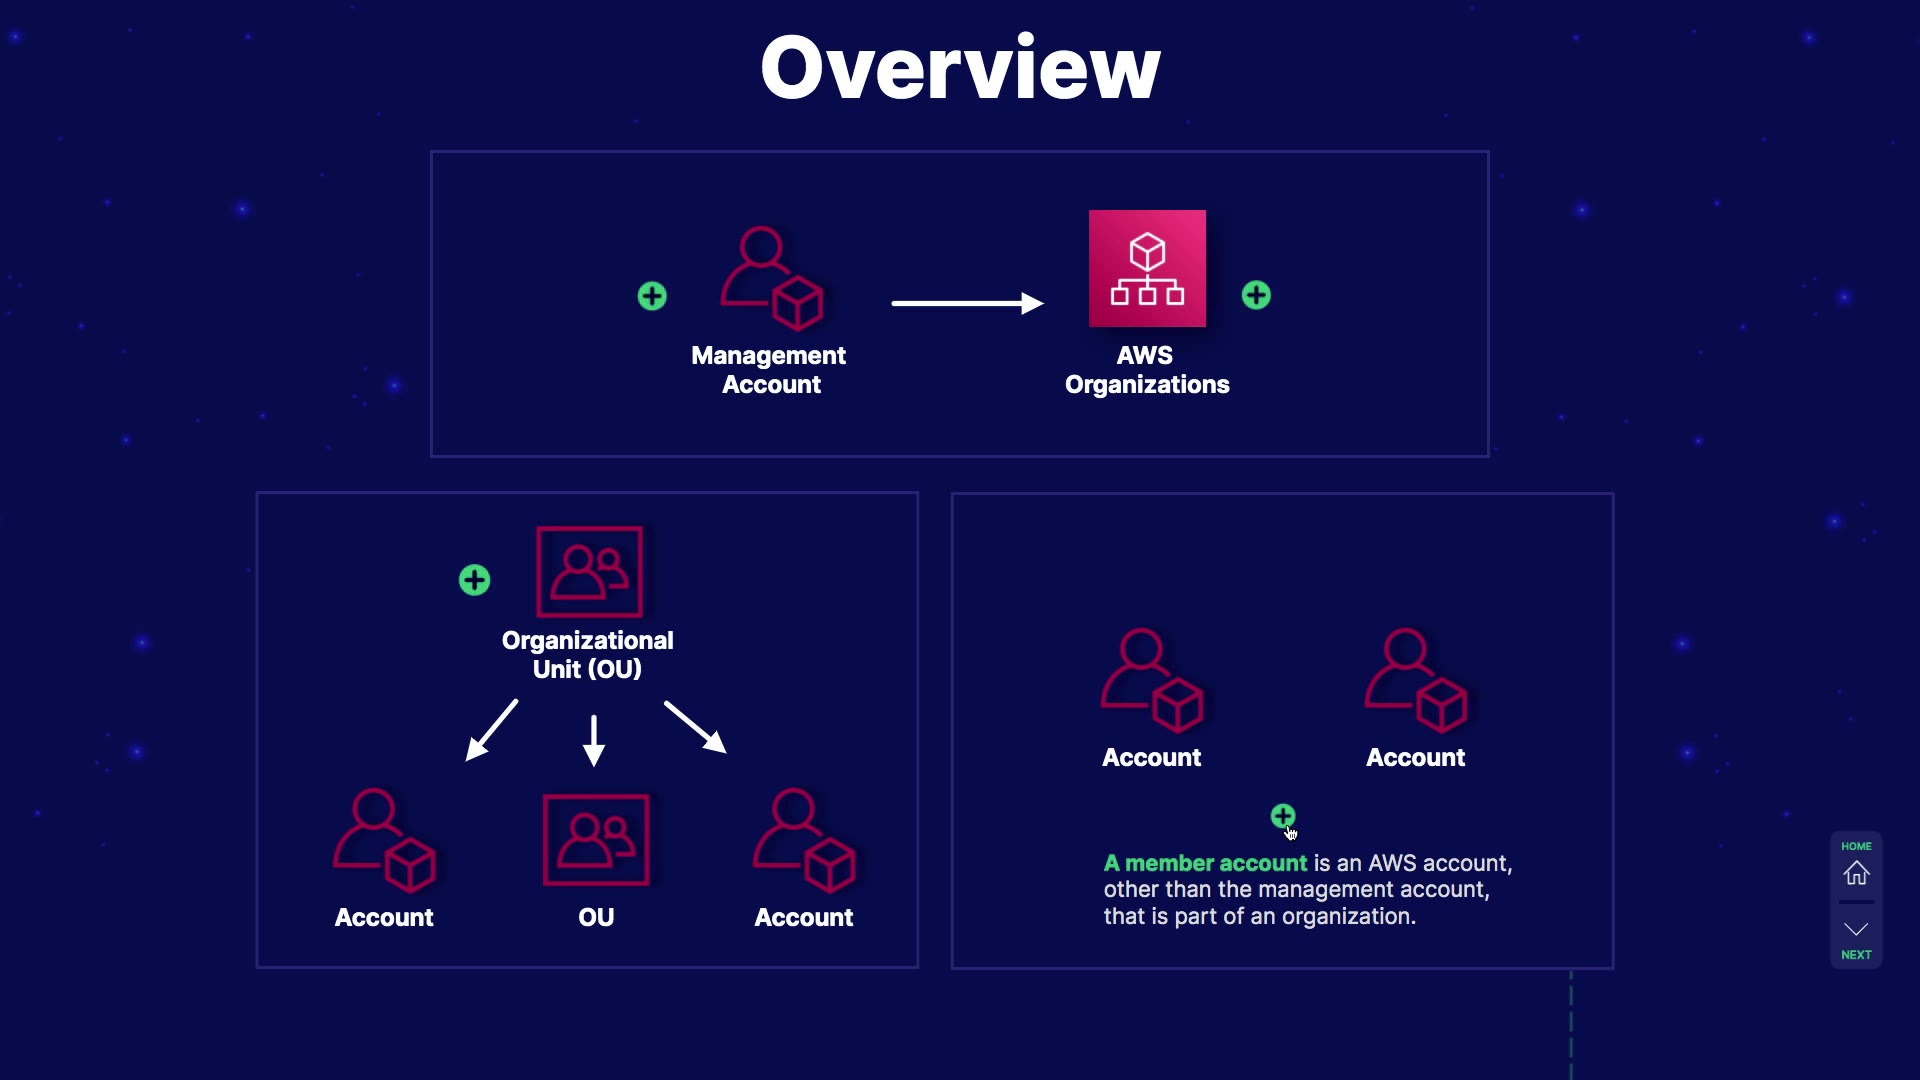 Overview
Management
Account
AWS
Organizations
Organizational
Unit (OU)
Account
OU
Account
Account
Account
A member account is an AWS account,
other than the management account,
that is part of an organization.
HOME
NEXT